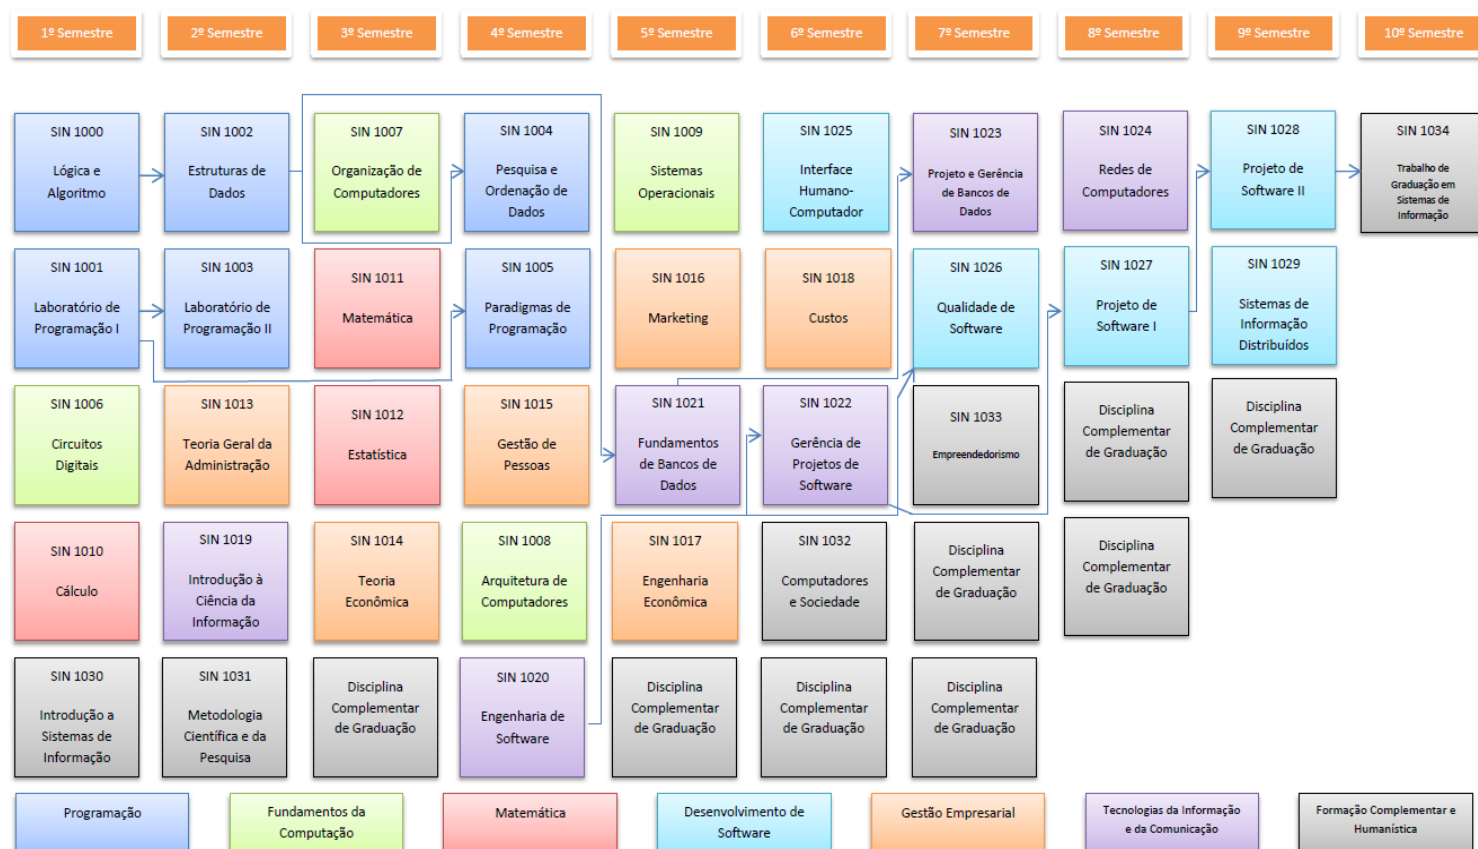 1º Semestre
2º Semestre
3º Semestre
4º Semestre
5º Semestre
6º Semestre
7º Semestre
8º Semestre
9º Semestre
10º Semestre
SIN 1000
Lógica e
Algoritmo
SIN 1002
Estruturas de
Dados
SIN 1007
Organização de
Computadores
SIN 1004
Pesquisa e
Ordenação de
Dados
SIN 1009
Sistemas
Operacionais
SIN 1025
Interface
Humano-
Computador
SIN 1023
Projeto e Gerência
de Bancos de
Dados
SIN 1024
Redes de
Computadores
SIN 1028
Projeto de
Software II
SIN 1034
Trabalho de
Graduação em
Sistemas de
Informação
SIN 1001
Laboratório de
Programação I
SIN 1003
Laboratório de
Programação II
SIN 1011
Matemática
SIN 1005
Paradigmas de
Programação
SIN 1016
Marketing
SIN 1018
Custos
SIN 1026
Qualidade de
Software
SIN 1027
Projeto de
Software I
SIN 1029
Sistemas de
Informação
Distribuídos
SIN 1006
Circuitos
Digitais
SIN 1013
Teoria Geral da
Administração
SIN 1012
Estatística
SIN 1015
Gestão de
Pessoas
SIN 1021
Fundamentos
de Bancos de
Dados
SIN 1022
Gerência de
Projetos de
Software
SIN 1033
Empreendedorismo
Disciplina
Complementar
de Graduação
Disciplina
Complementar
de Graduação
SIN 1010
Cálculo
SIN 1019
Introdução à
Ciência da
Informação
SIN 1014
Teoria
Econômica
SIN 1008
Arquitetura de
Computadores
SIN 1017
Engenharia
Econômica
SIN 1032
Computadores
e Sociedade
Disciplina
Complementar
de Graduação
Disciplina
Complementar
de Graduação
SIN 1030
Introdução a
Sistemas de
Informação
SIN 1031
Metodologia
Científica e da
Pesquisa
Disciplina
Complementar
de Graduação
SIN 1020
Engenharia de
Software
Disciplina
Complementar
de Graduação
Disciplina
Complementar
de Graduação
Disciplina
Complementar
de Graduação
Programação
Fundamentos da
Computação
Matemática
Desenvolvimento de
Software
Gestão Empresarial
Tecnologias da Informação
e da Comunicação
Formação Complementar e
Humanística